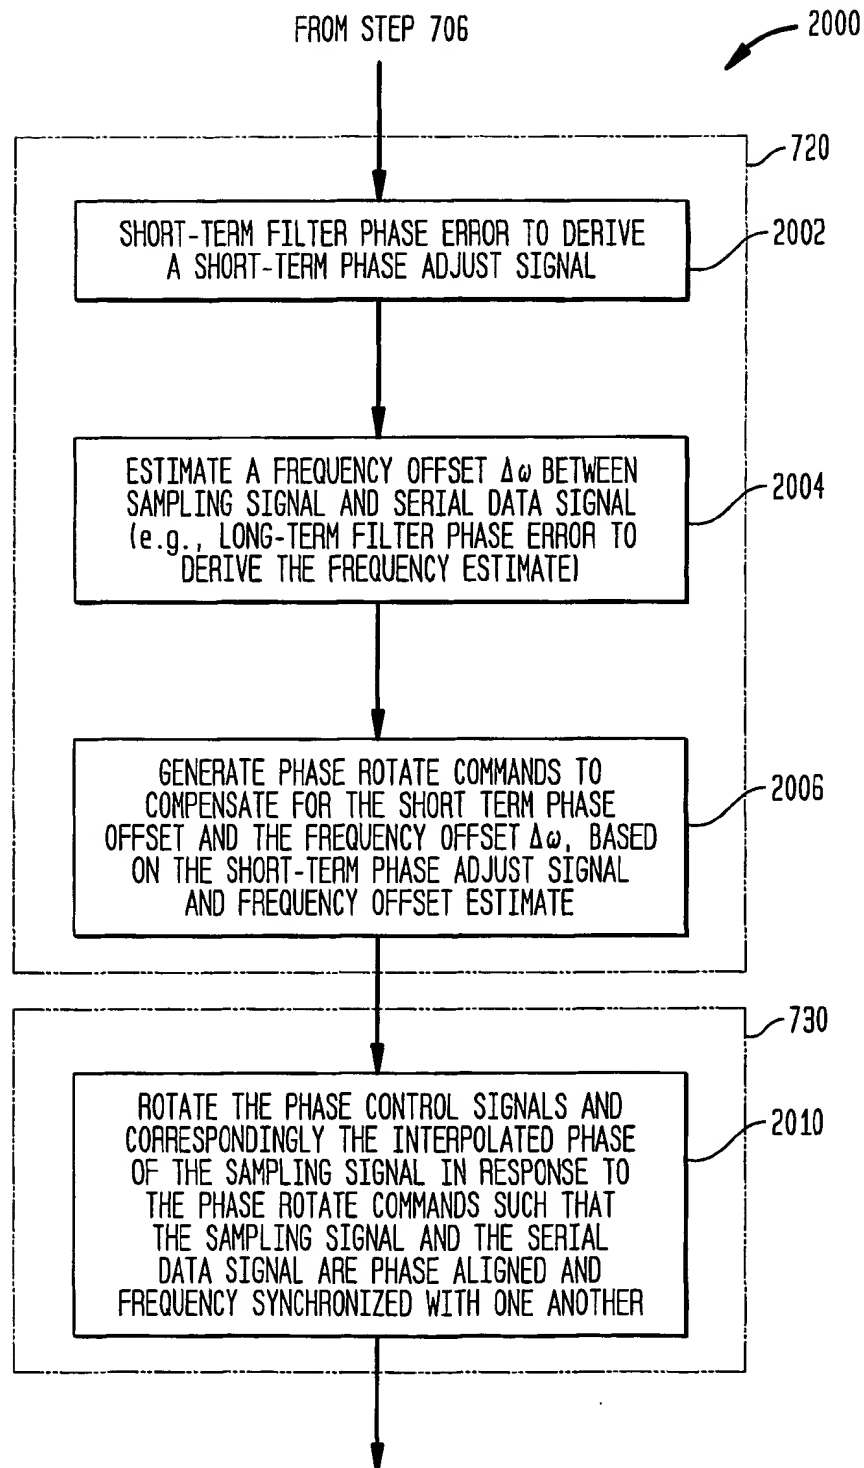 FROM STEP 706
2000
720
SHORT-TERM FILTER PHASE ERROR TO DERIVE
A SHORT-TERM PHASE ADJUST SIGNAL
2002
ESTIMATE A FREQUENCY OFFSET Δω BETWEEN
SAMPLING SIGNAL AND SERIAL DATA SIGNAL
(e.g., LONG-TERM FILTER PHASE ERROR TO
DERIVE THE FREQUENCY ESTIMATE)
2004
GENERATE PHASE ROTATE COMMANDS TO
COMPENSATE FOR THE SHORT TERM PHASE
OFFSET AND THE FREQUENCY OFFSET Δω, BASED
ON THE SHORT-TERM PHASE ADJUST SIGNAL
AND FREQUENCY OFFSET ESTIMATE
2006
730
ROTATE THE PHASE CONTROL SIGNALS AND
CORRESPONDINGLY THE INTERPOLATED PHASE
OF THE SAMPLING SIGNAL IN RESPONSE TO
THE PHASE ROTATE COMMANDS SUCH THAT
THE SAMPLING SIGNAL AND THE SERIAL
DATA SIGNAL ARE PHASE ALIGNED AND
FREQUENCY SYNCHRONIZED WITH ONE ANOTHER
2010